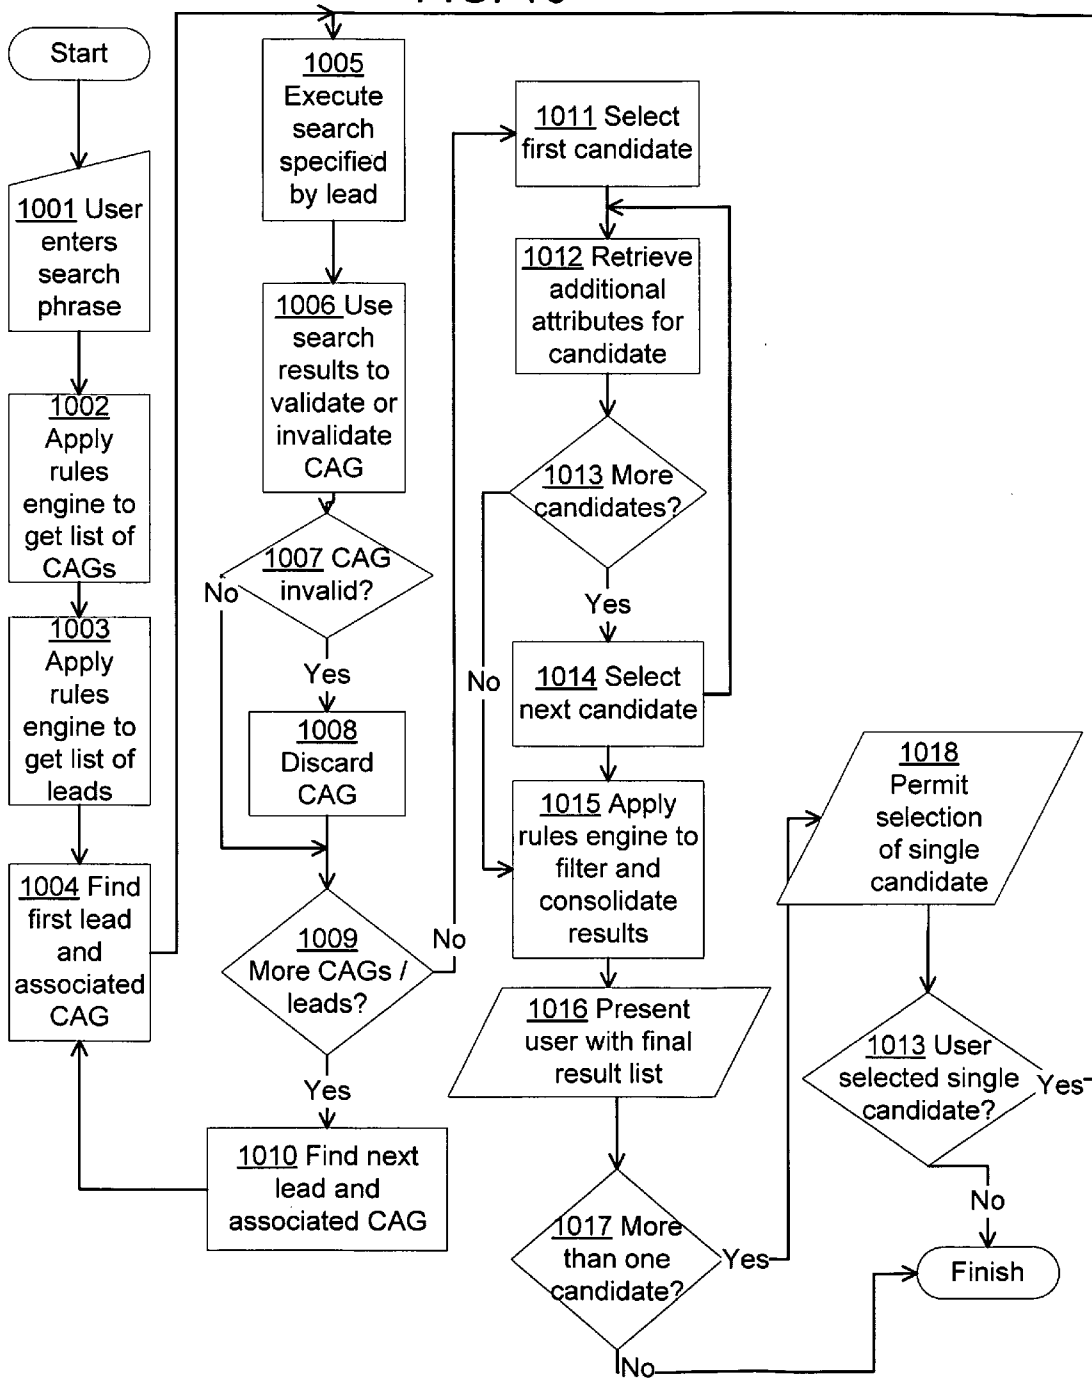 Start
1001 User
enters
search
phrase
1002
Apply
rules
engine to
get list of
CAGs
1003
Apply
rules
engine to
get list of
leads
1004 Find
first lead
and
associated
CAG
1005
Execute
search
specified
by lead
1006 Use
search
results to
validate or
invalidate
CAG
1007 CAG
invalid?
No
Yes
1008
Discard
CAG
1009
More CAGs /
leads?
No
Yes
1010 Find next
lead and
associated CAG
1011 Select
first candidate
1012 Retrieve
additional
attributes for
candidate
1013 More
candidates?
Yes
No
1014 Select
next candidate
1015 Apply
rules engine to
filter and
consolidate
results
1016 Present
user with final
result list
1017 More
than one
candidate?
Yes
No
1018
Permit
selection
of single
candidate
1013 User
selected single
candidate?
Yes
No
Finish